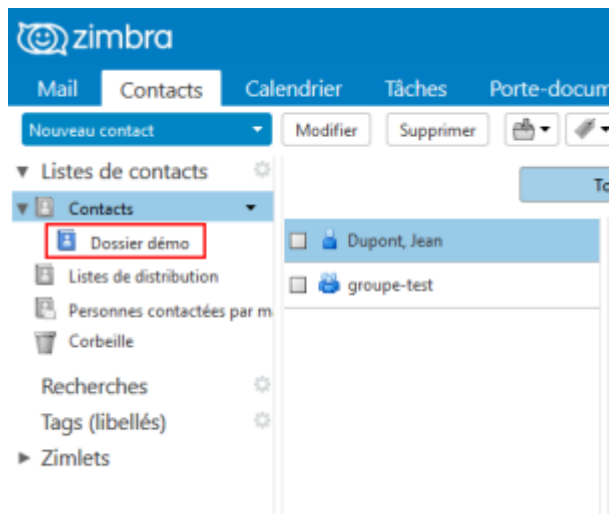 zimbra
Mail Contacts Calendrier Tâches Porte-docum
Nouveau contact Modifier Supprimer
Listes de contacts
To
Contacts
Dossier démo
Dupont, Jean
Listes de distribution
groupe-test
Personnes contactées par m
Corbeille
Recherches
Tags (libellés)
Zimlets